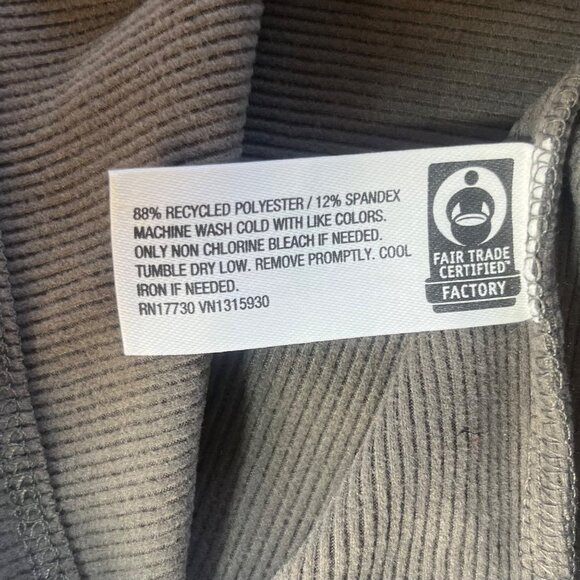 88% RECYCLED POLYESTER / 12% SPANDEX
MACHINE WASH COLD WITH LIKE COLORS.
ONLY NON CHLORINE BLEACH IF NEEDED.
TUMBLE DRY LOW. REMOVE PROMPTLY. COOL
IRON IF NEEDED.
RN17730 VN1315930
FAIR TRADE
CERTIFIED™
FACTORY